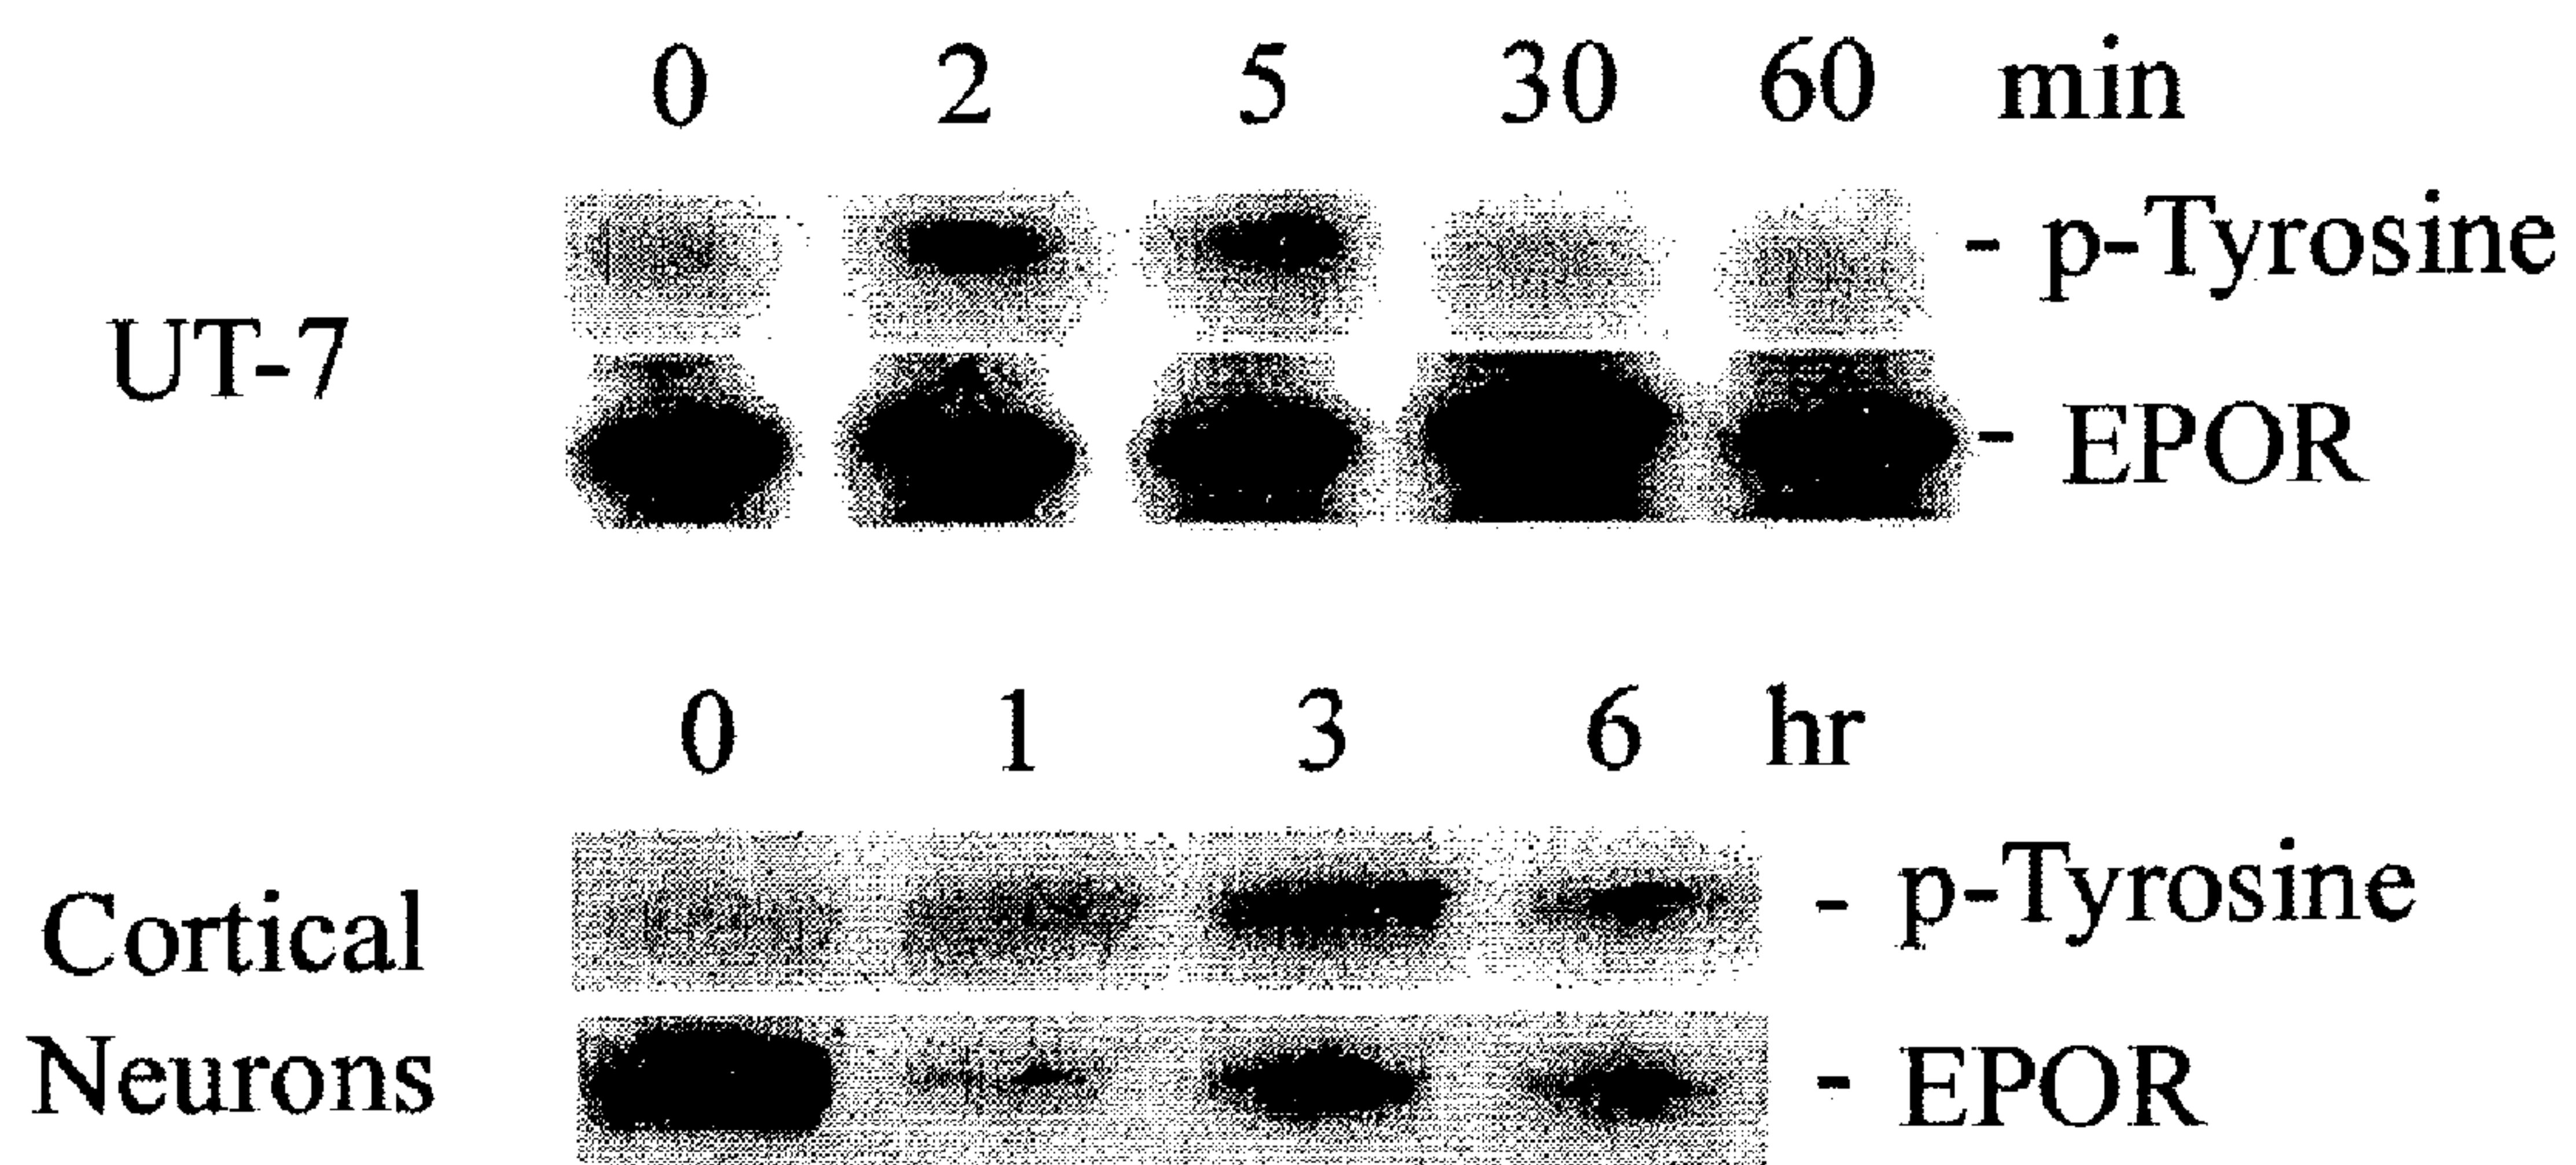 0 2 5 30 60 min
- p-Tyrosine
UT-7
- EPOR
0 1 3 6 hr
- p-Tyrosine
Cortical
Neurons
- EPOR